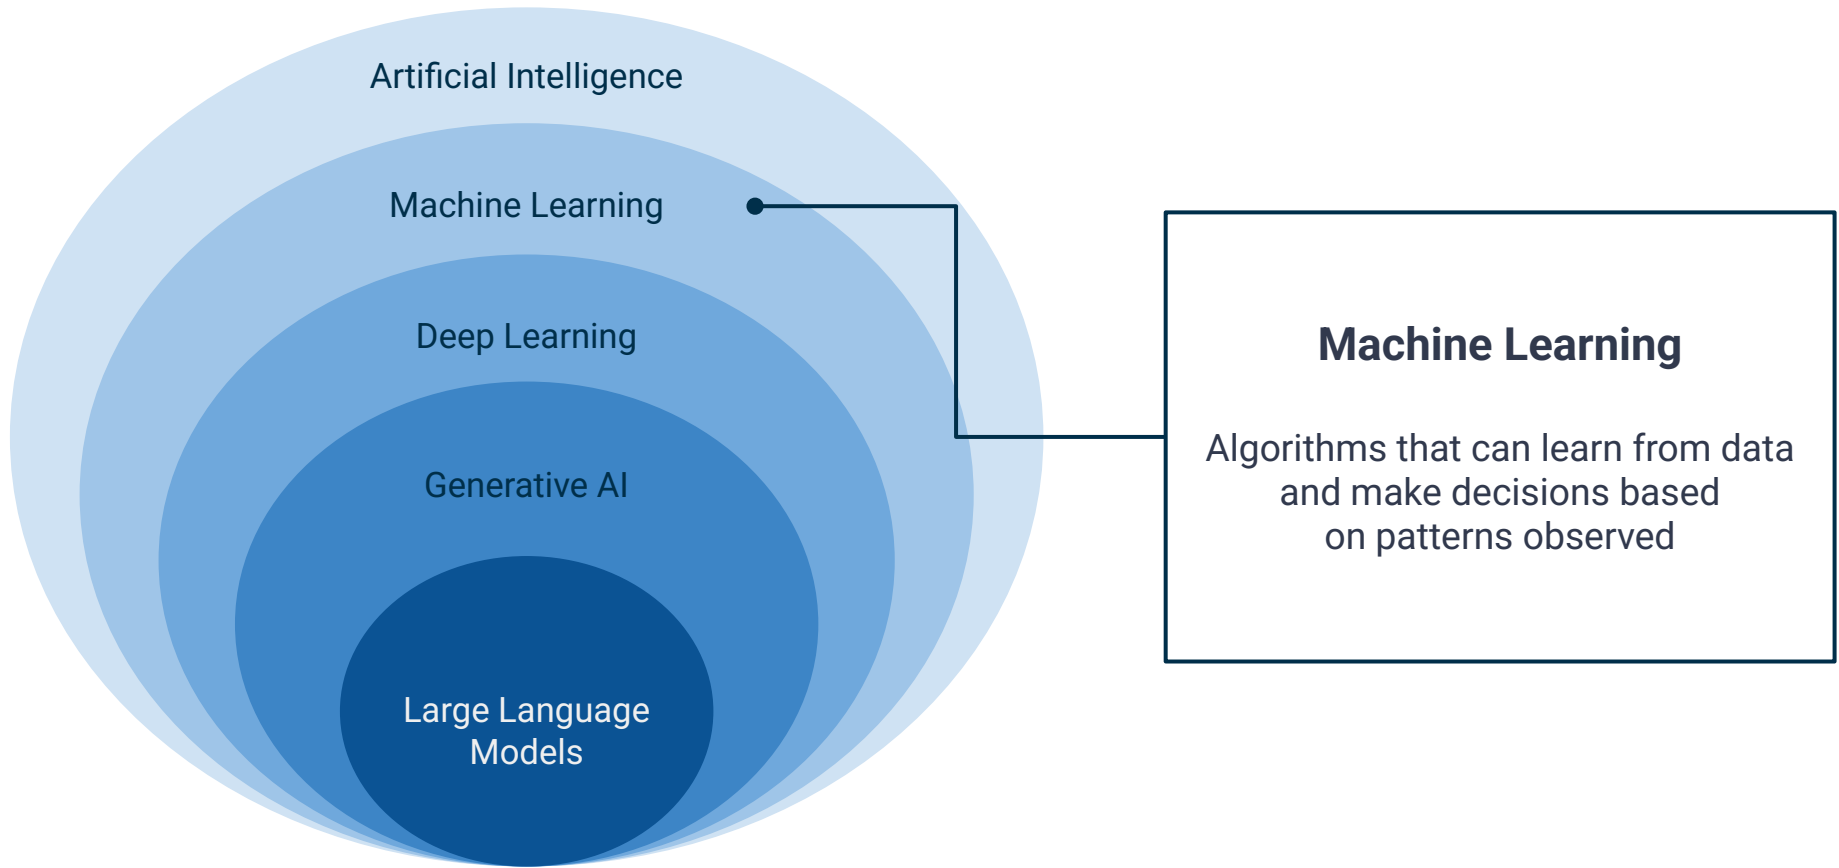 Artificial Intelligence
Machine Learning
Deep Learning
Generative AI
Large Language
Models
Machine Learning
Algorithms that can learn from data
and make decisions based
on patterns observed